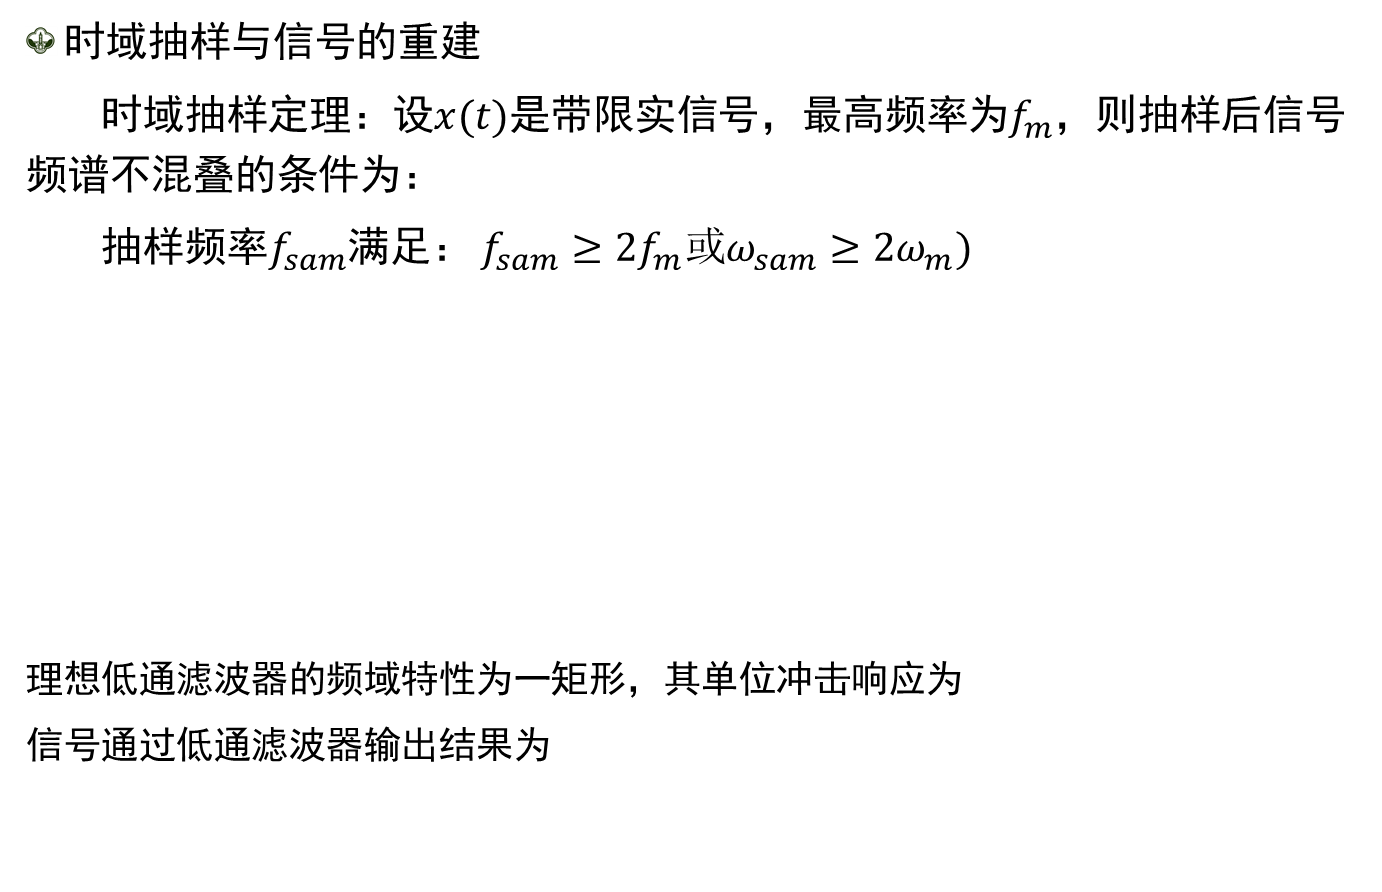 时域抽样与信号的重建
时域抽样定理：设x(t)是带限实信号，最高频率为fₘ，则抽样后信号
频谱不混叠的条件为：
抽样频率f_sam满足： f_sam ≥ 2fₘ或ω_sam ≥ 2ωₘ)
理想低通滤波器的频域特性为一矩形，其单位冲击响应为
信号通过低通滤波器输出结果为